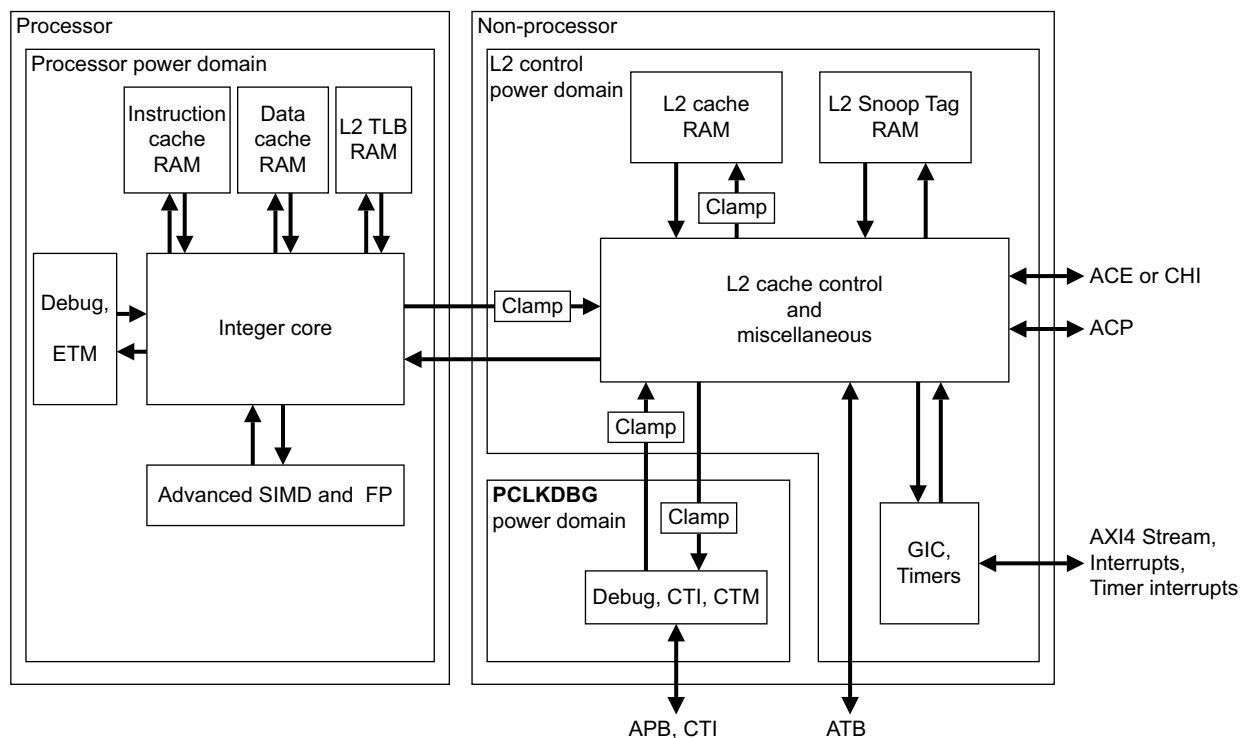 Processor
Processor power domain
Instruction
cache
RAM
Data
cache
RAM
L2 TLB
RAM
Debug,
ETM
Integer core
Advanced SIMD and FP
Non-processor
L2 control
power domain
L2 cache
RAM
L2 Snoop Tag
RAM
Clamp
Clamp
L2 cache control
and
miscellaneous
ACE or CHI
ACP
Clamp
PCLKDBG
power domain
Clamp
Debug, CTI, CTM
GIC,
Timers
AXI4 Stream,
Interrupts,
Timer interrupts
APB, CTI
ATB